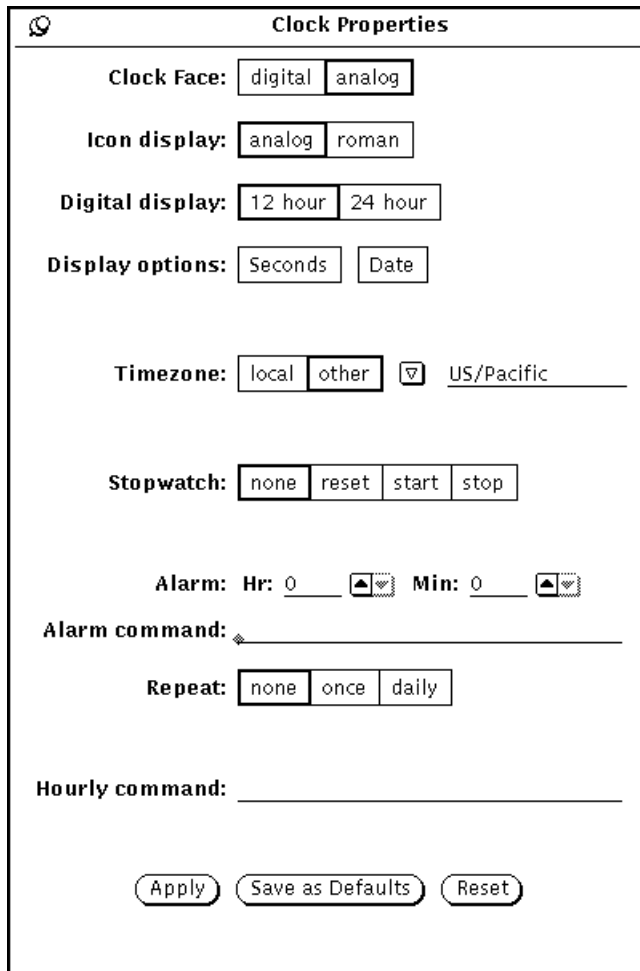 Clock Properties
Clock Face: digital analog
Icon display: analog roman
Digital display: 12 hour 24 hour
Display options: Seconds Date
Timezone: local other US/Pacific
Stopwatch: none reset start stop
Alarm: Hr: 0 Min: 0
Alarm command:
Repeat: none once daily
Hourly command:
Apply Save as Defaults Reset